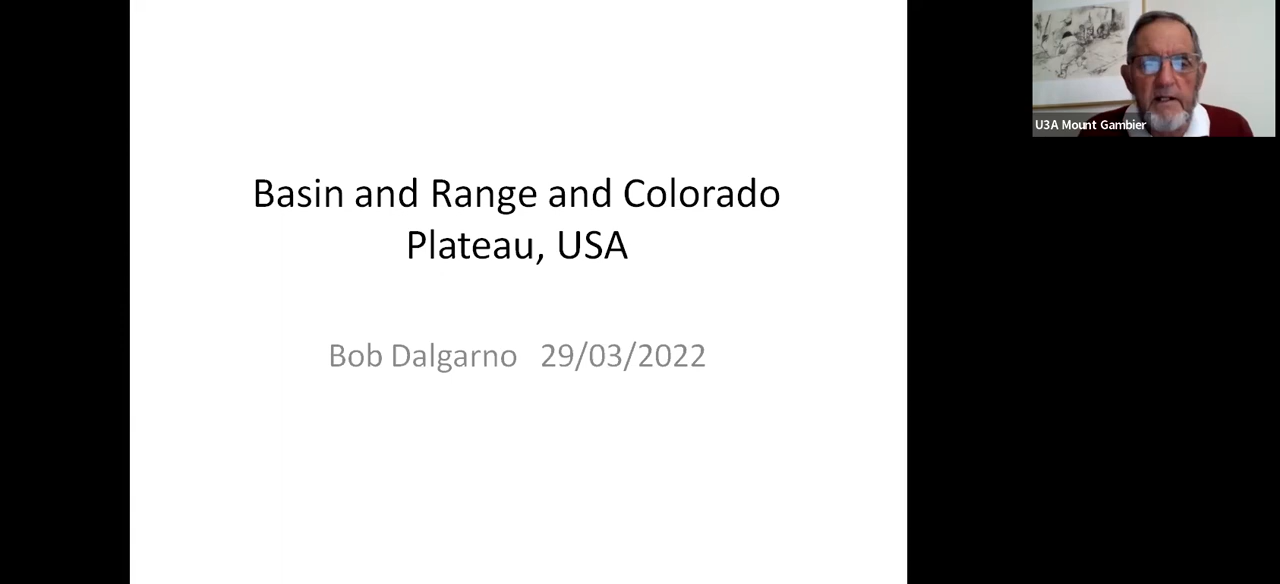 Basin and Range and Colorado
Plateau, USA
Bob Dalgarno 29/03/2022
U3A Mount Gambier